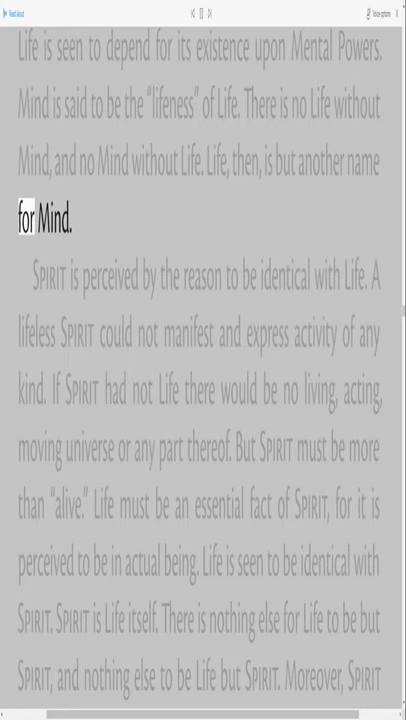 Read aloud
Voice options
Life is seen to depend for its existence upon Mental Powers.
Mind is said to be the “lifeness” of Life. There is no Life without
Mind, and no Mind without Life. Life, then, is but another name
for Mind.
SPIRIT is perceived by the reason to be identical with Life. A
lifeless SPIRIT could not manifest and express activity of any
kind. If SPIRIT had not Life there would be no living, acting,
moving universe or any part thereof. But SPIRIT must be more
than “alive.” Life must be an essential fact of SPIRIT, for it is
perceived to be in actual being. Life is seen to be identical with
SPIRIT. SPIRIT is Life itself. There is nothing else for Life to be but
SPIRIT, and nothing else to be Life but SPIRIT. Moreover, SPIRIT